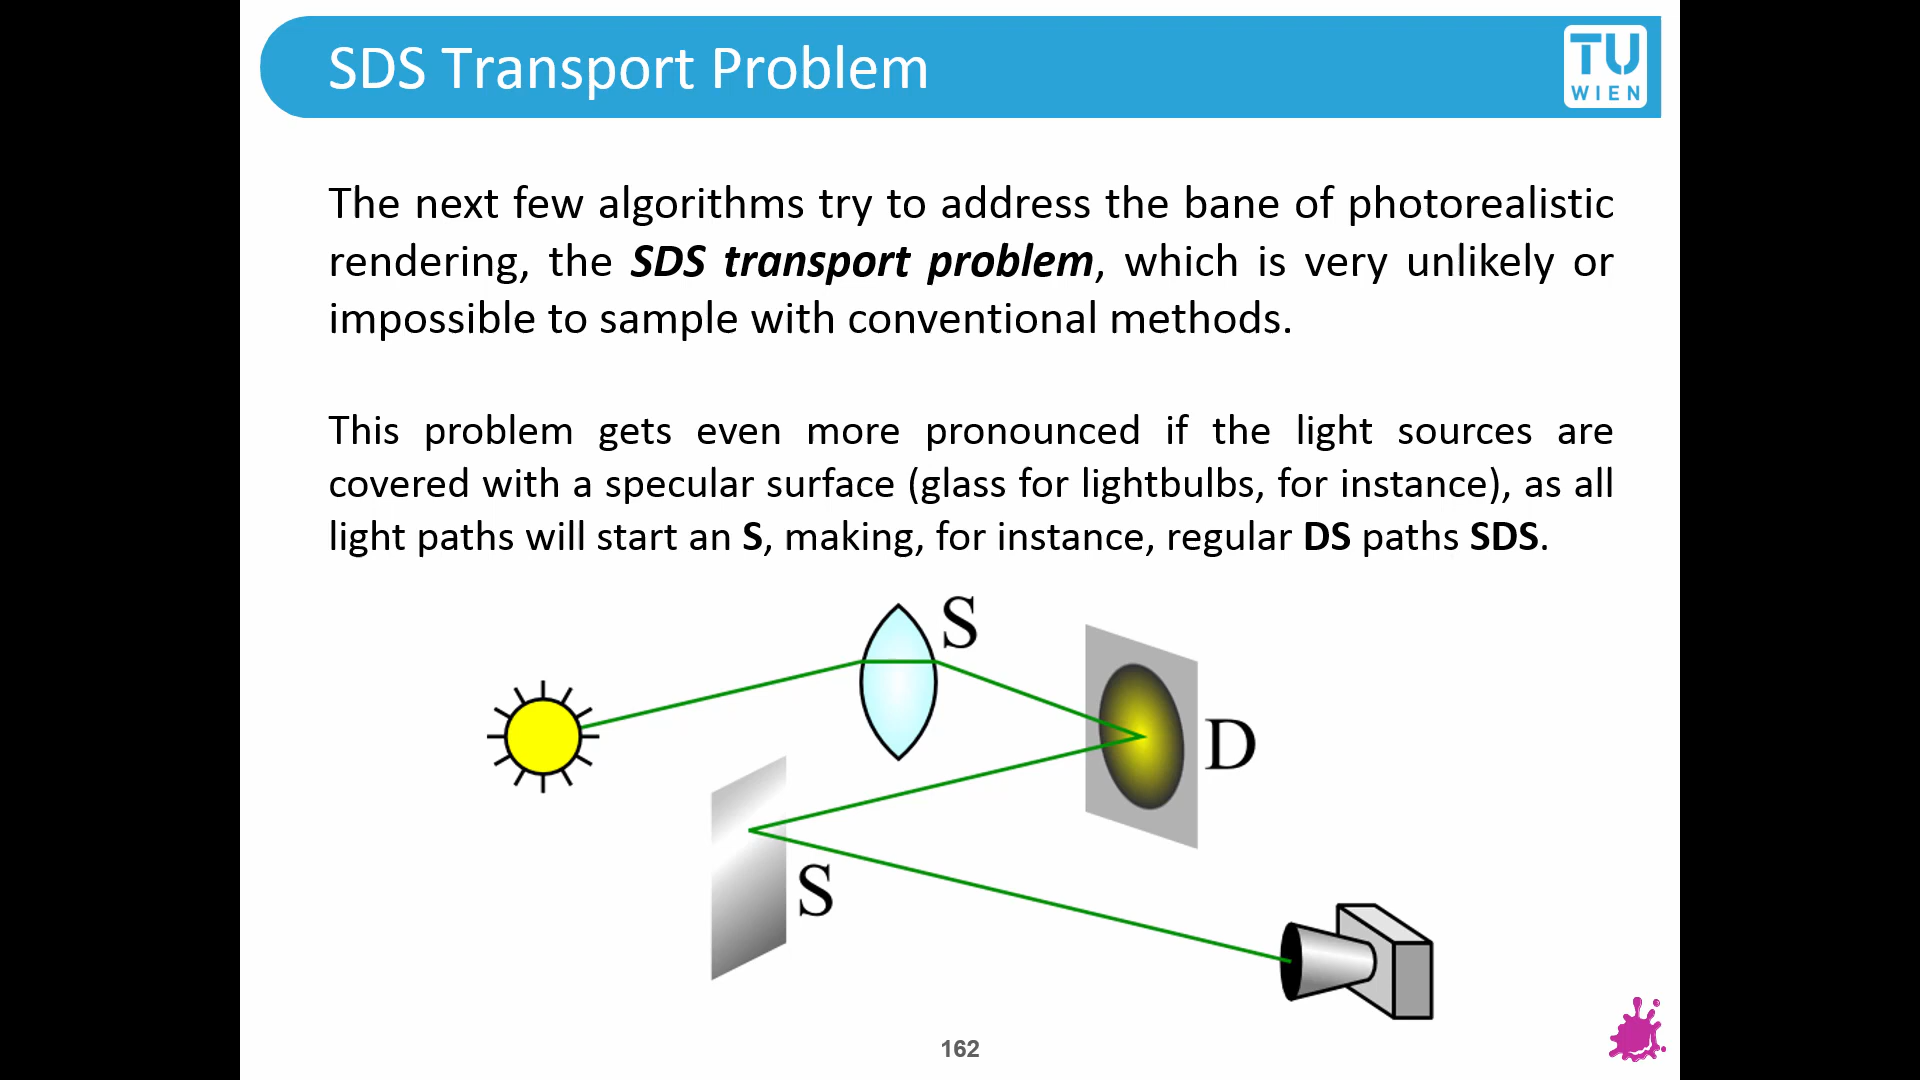 SDS Transport Problem
TU
WIEN
The next few algorithms try to address the bane of photorealistic
rendering, the SDS transport problem, which is very unlikely or
impossible to sample with conventional methods.
This problem gets even more pronounced if the light sources are
covered with a specular surface (glass for lightbulbs, for instance), as all
light paths will start an S, making, for instance, regular DS paths SDS.
S
D
S
162